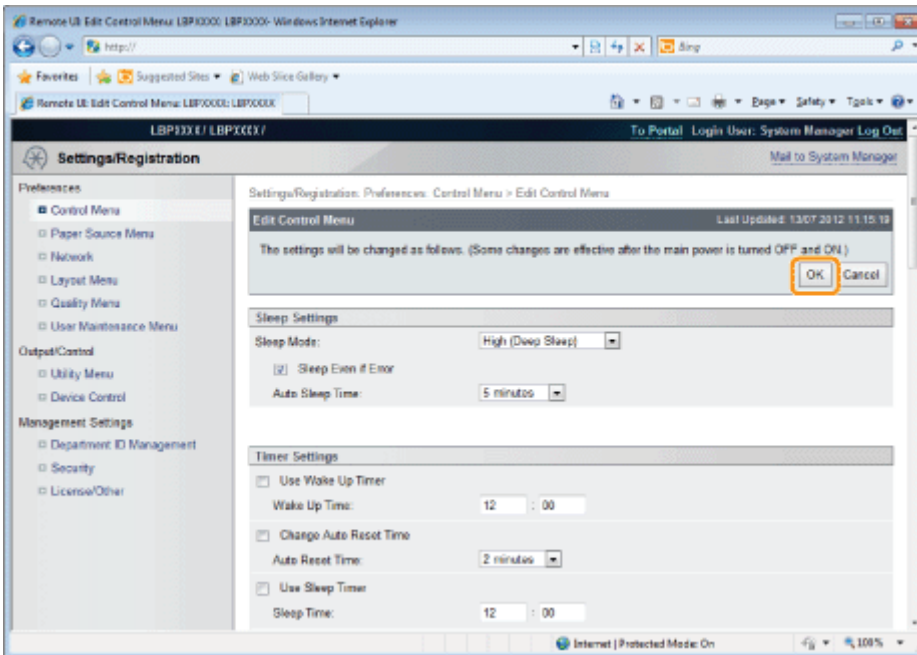 Remote UI: Edit Control Menu: LBPXXXX: LBPXXXX - Windows Internet Explorer
http://
Bing
Favorites Suggested Sites Web Slice Gallery
Remote UI: Edit Control Menu: LBPXXXX: LBPXXXX
Page Safety Tools
LBPXXXX / LBPXXXX /
To Portal Login User: System Manager Log Out
Settings/Registration
Mail to System Manager
Preferences
Control Menu
Paper Source Menu
Network
Layout Menu
Quality Menu
User Maintenance Menu
Output/Control
Utility Menu
Device Control
Management Settings
Department ID Management
Security
License/Other
Settings/Registration: Preferences: Control Menu > Edit Control Menu
Edit Control Menu
Last Updated: 13/07 2012 11:15:19
The settings will be changed as follows. (Some changes are effective after the main power is turned OFF and ON.)
OK Cancel
Sleep Settings
Sleep Mode: High (Deep Sleep)
Sleep Even if Error
Auto Sleep Time: 5 minutes
Timer Settings
Use Wake Up Timer
Wake Up Time: 12 : 00
Change Auto Reset Time
Auto Reset Time: 2 minutes
Use Sleep Timer
Sleep Time: 12 : 00
Internet | Protected Mode: On
100%